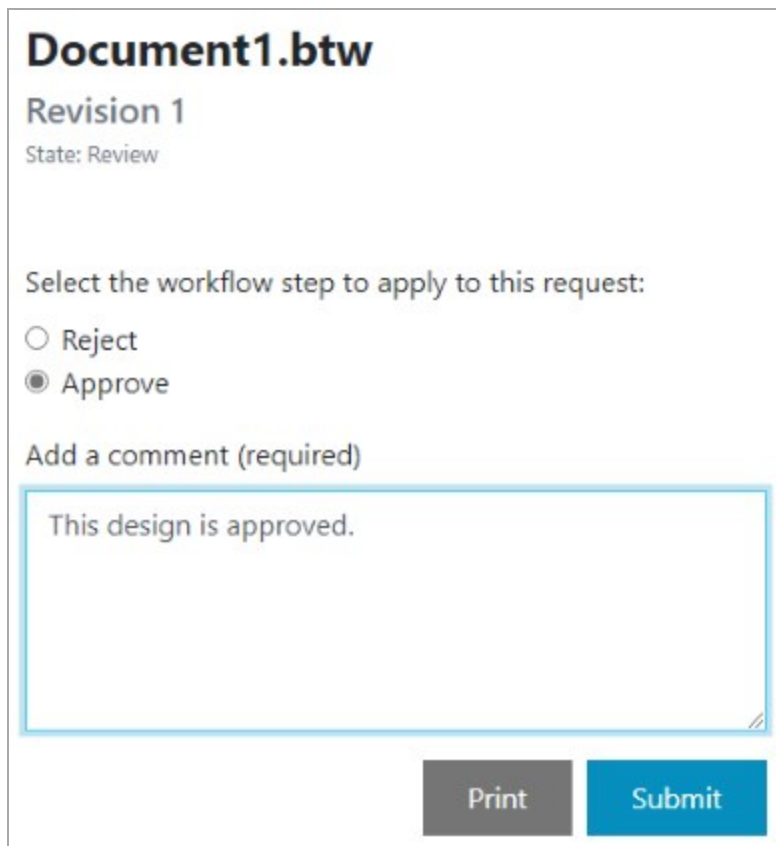 Document1.btw
Revision 1
State: Review
Select the workflow step to apply to this request:
Reject
Approve
Add a comment (required)
This design is approved.
Print
Submit